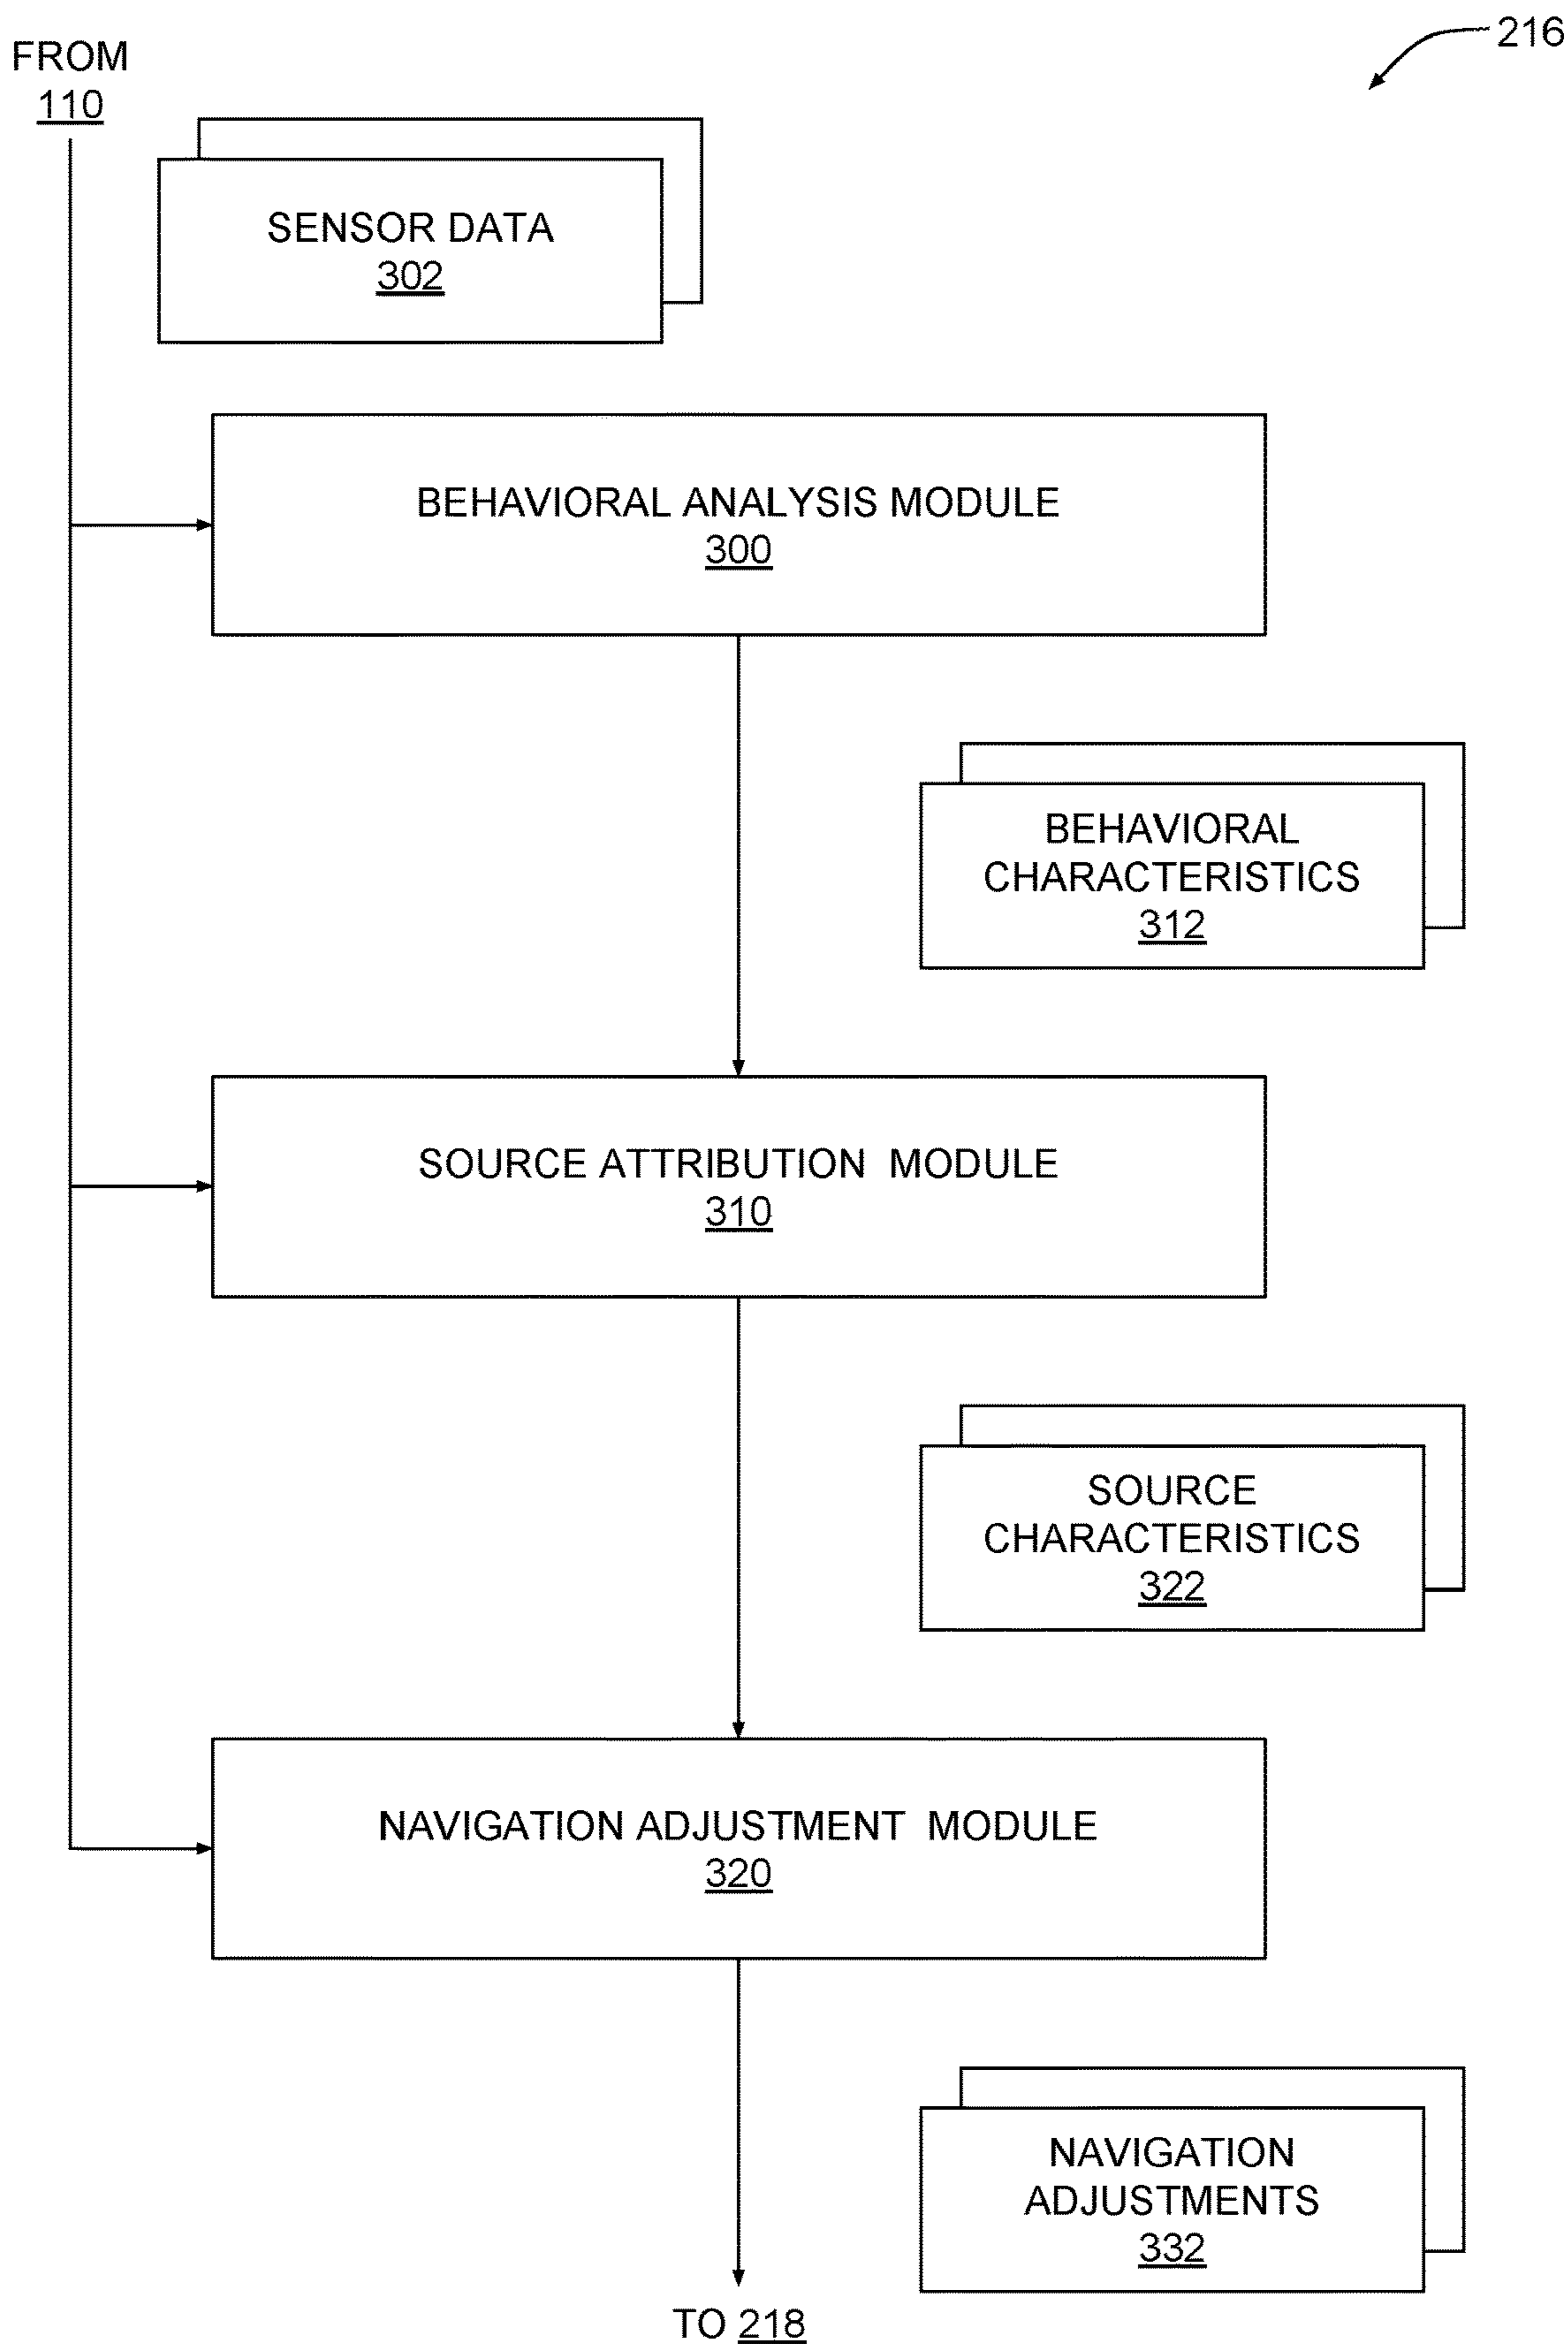 216
FROM
110
SENSOR DATA
302
BEHAVIORAL ANALYSIS MODULE
300
BEHAVIORAL
CHARACTERISTICS
312
SOURCE ATTRIBUTION MODULE
310
SOURCE
CHARACTERISTICS
322
NAVIGATION ADJUSTMENT MODULE
320
NAVIGATION
ADJUSTMENTS
332
TO 218